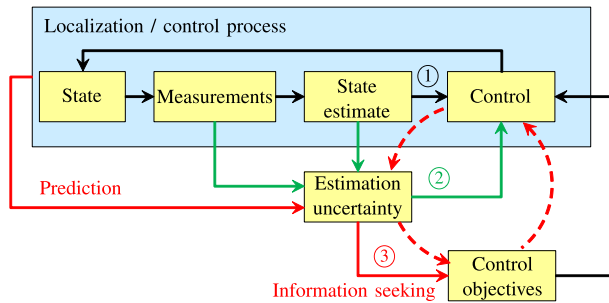 Localization / control process
State
Measurements
State
estimate
1
Control
Prediction
Estimation
uncertainty
2
3
Control
objectives
Information seeking